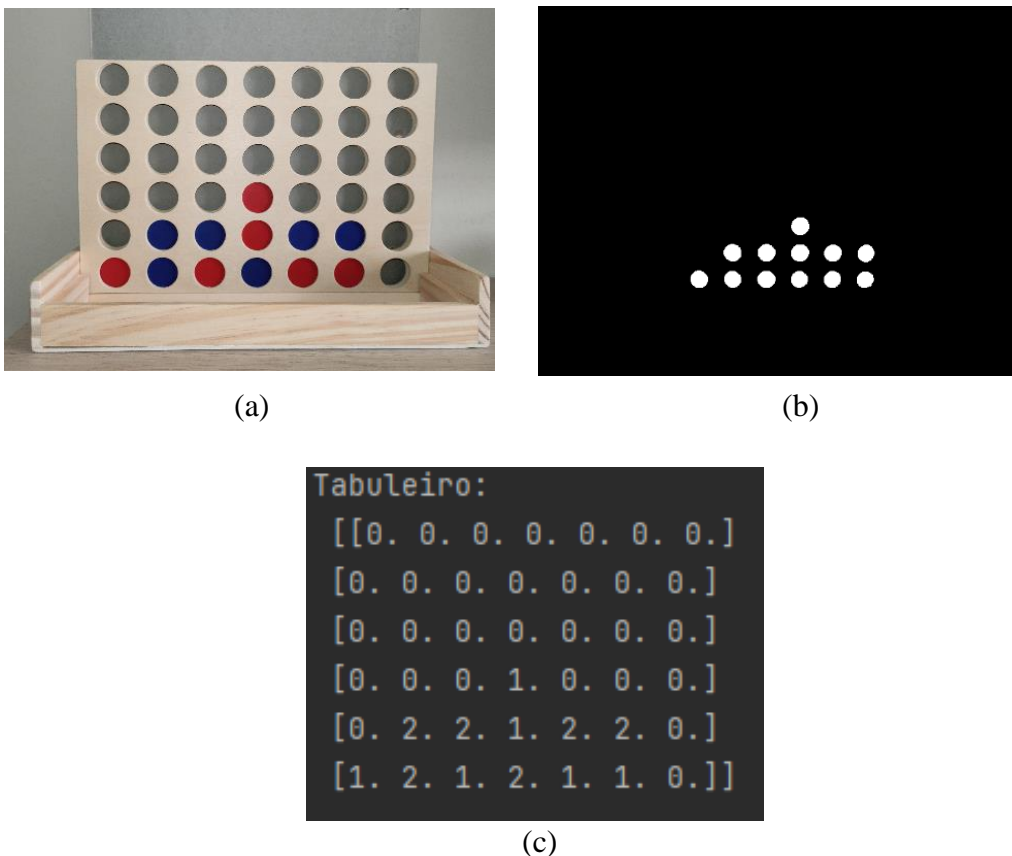 (a)
(b)
Tabuleiro:
[[0. 0. 0. 0. 0. 0. 0.]
[0. 0. 0. 0. 0. 0. 0.]
[0. 0. 0. 0. 0. 0. 0.]
[0. 0. 0. 1. 0. 0. 0.]
[0. 2. 2. 1. 2. 2. 0.]
[1. 2. 1. 2. 1. 1. 0.]]
(c)